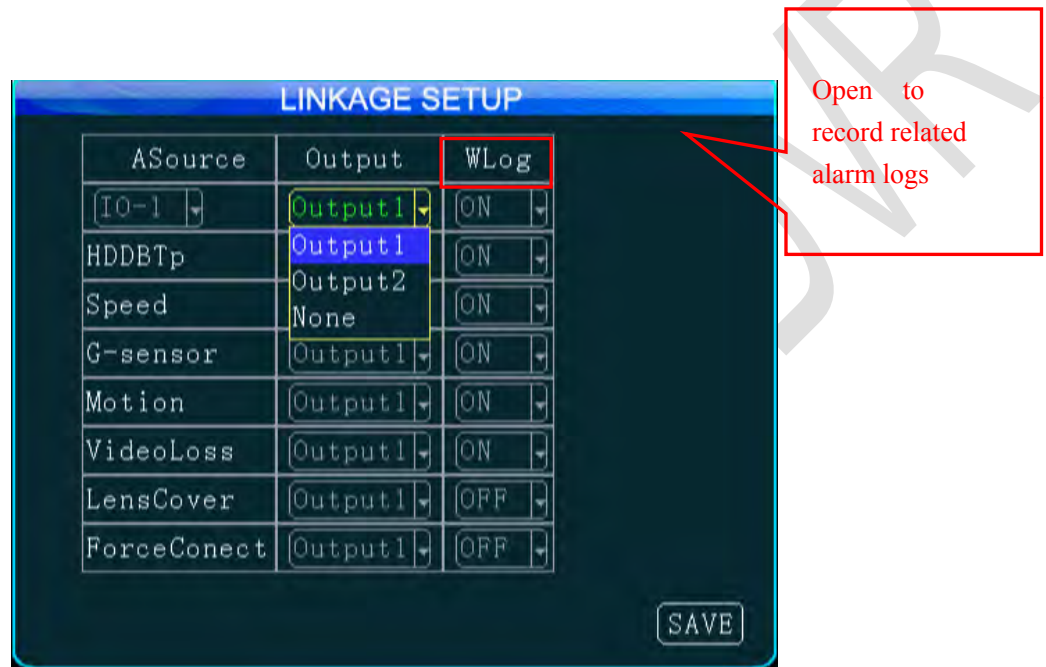 LINKAGE SETUP
ASource Output WLog
IO-1 Output1 ON
HDDBTp Output1 ON
Speed Output2 ON
None
G-sensor Output1 ON
Motion Output1 ON
VideoLoss Output1 ON
LensCover Output1 OFF
ForceConect Output1 OFF
SAVE
Open to
record related
alarm logs
DVR